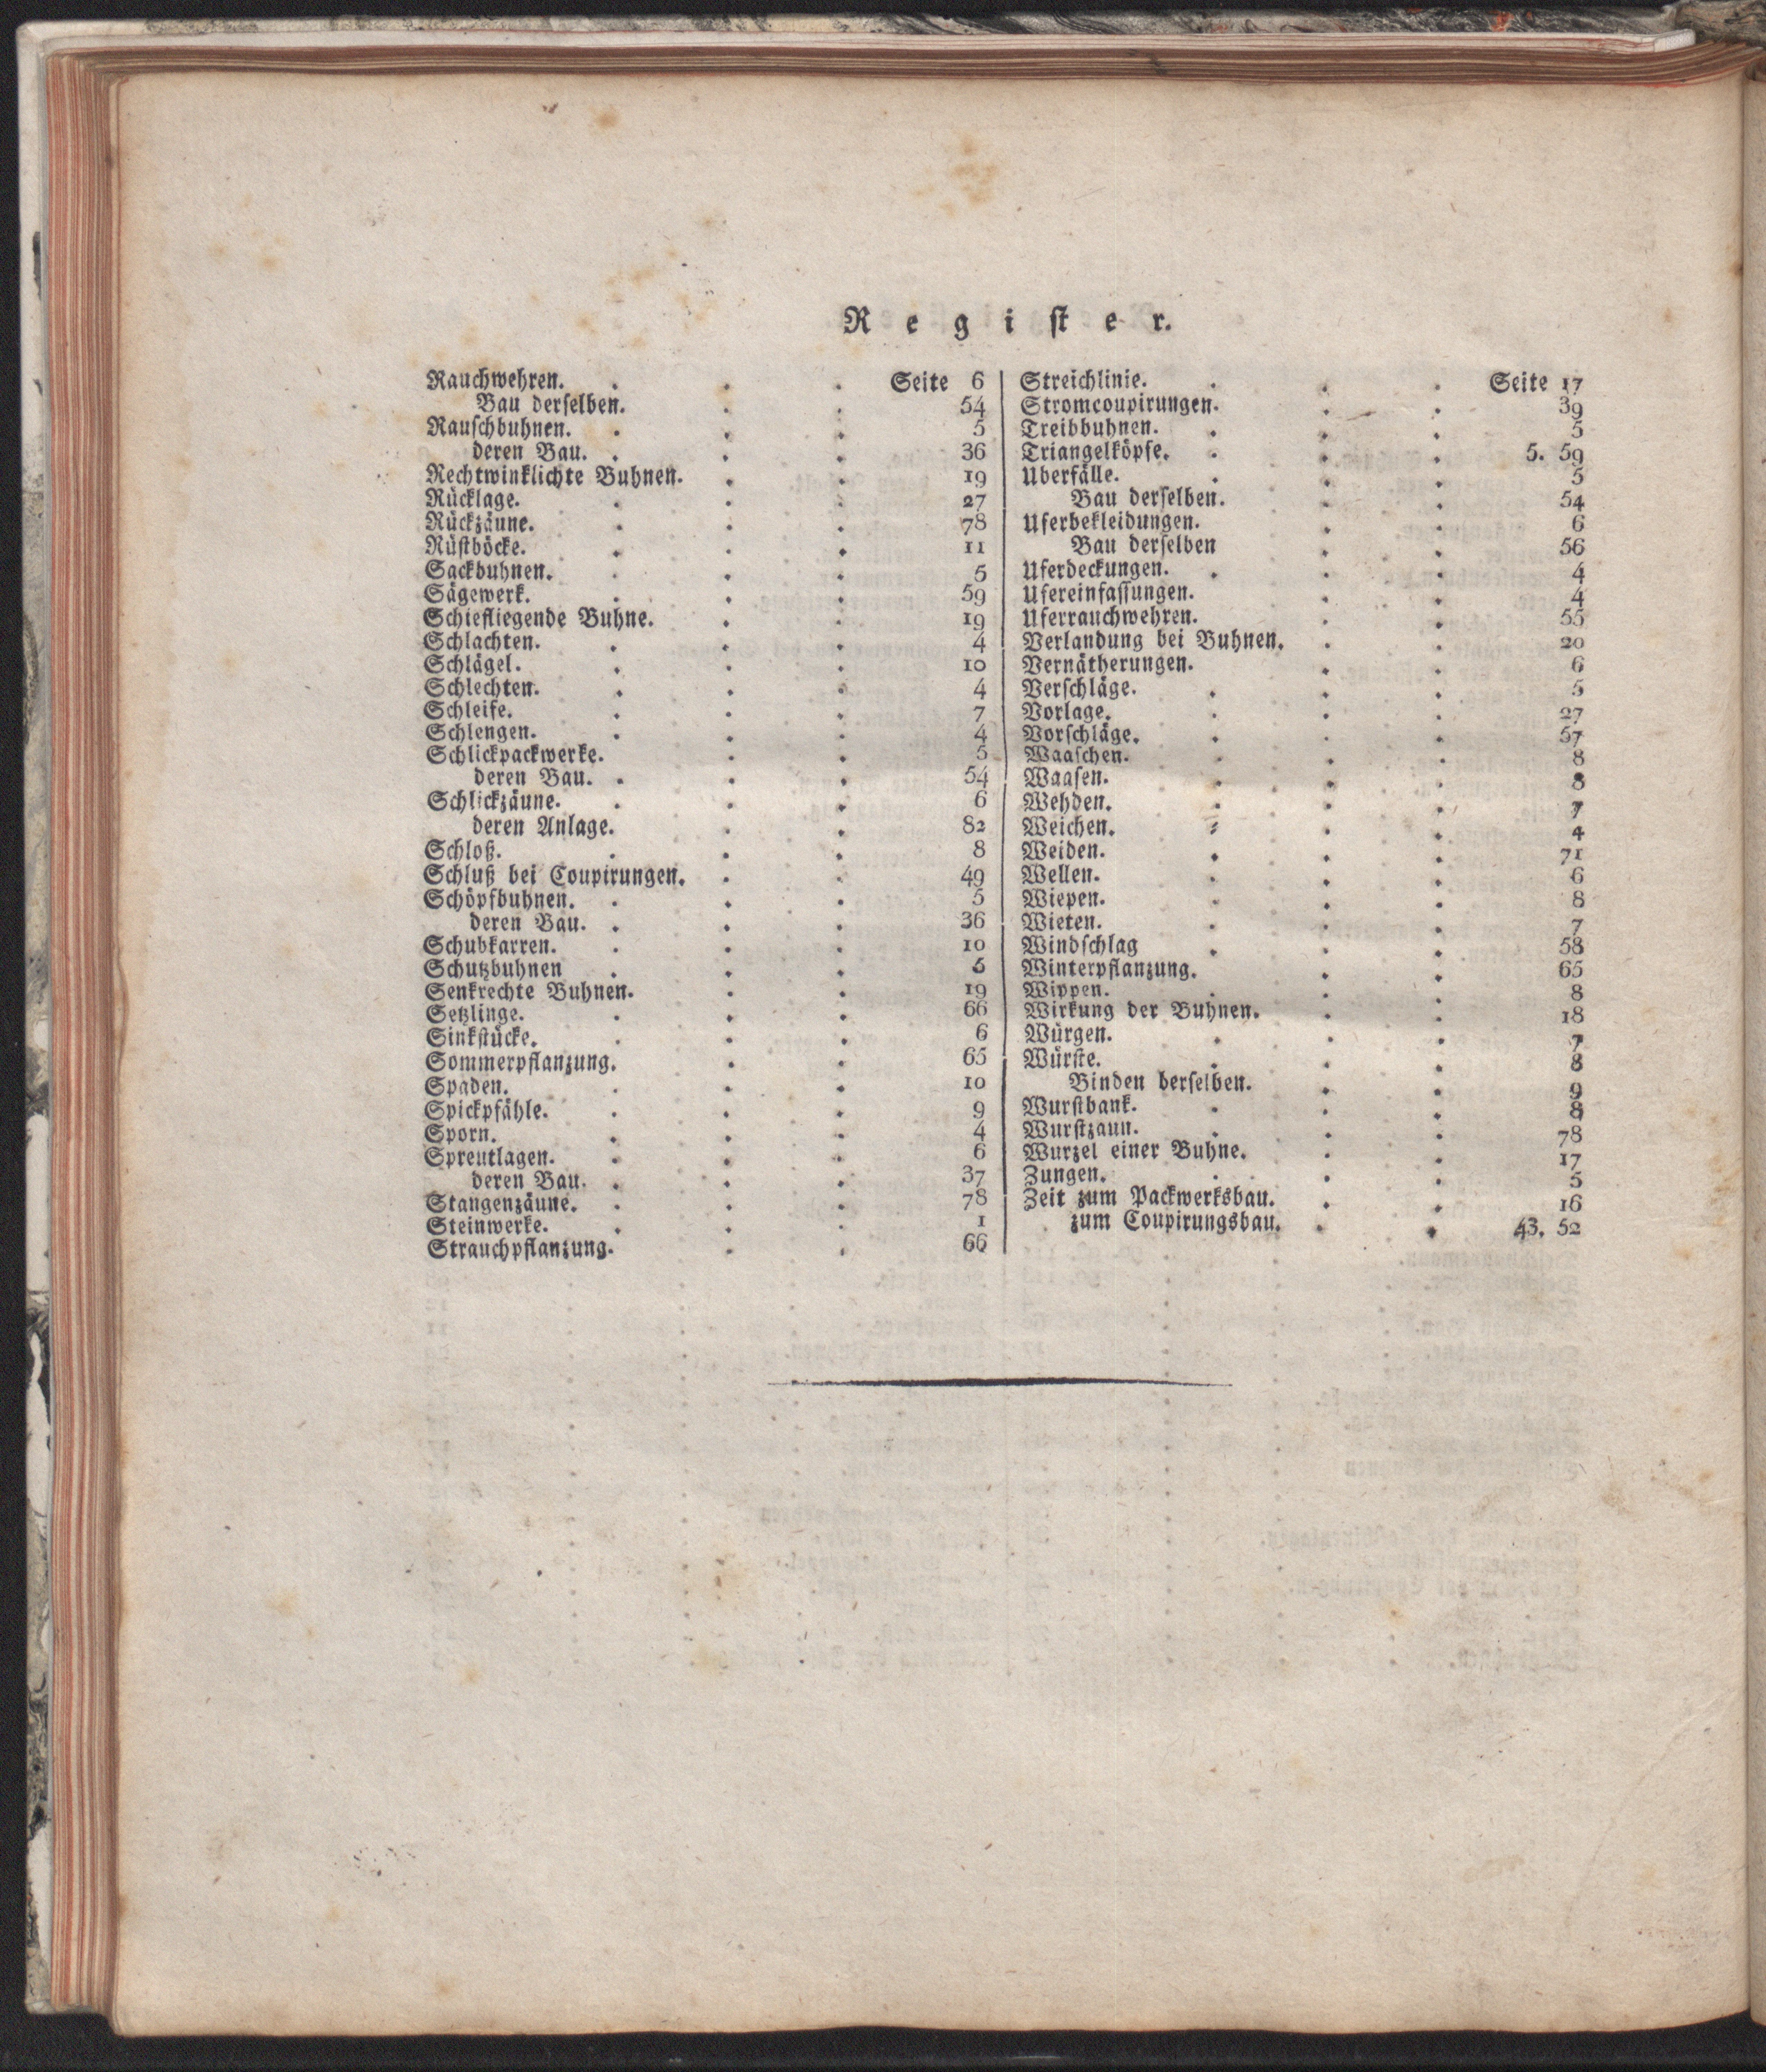 Register.
Rauchwehren. . . . Seite 6
Bau derselben. . . 54
Rauschbuhnen. . . . 5
deren Bau. . . . 36
Rechtwinklichte Buhnen. . . 19
Rücklage. . . . 27
Rückzäune. . . . 78
Rüstböcke. . . . 11
Sackbuhnen. . . . 5
Sägewerk. . . . 59
Schiefliegende Buhne. . . 19
Schlachten. . . . 4
Schlägel. . . . 10
Schlechten. . . . 4
Schleife. . . . 7
Schlengen. . . . 4
Schlickpackwerke. . . 5
deren Bau. . . . 54
Schlickzäune. . . . 6
deren Anlage. . . 82
Schloß. . . . 8
Schluß bei Coupirungen. . . 49
Schöpfbuhnen. . . . 5
deren Bau. . . . 36
Schubkarren. . . . 10
Schutzbuhnen . . . 5
Senkrechte Buhnen. . . 19
Setzlinge. . . . 66
Sinkstücke. . . . 6
Sommerpflanzung. . . 65
Spaden. . . . 10
Spickpfähle. . . . 9
Sporn. . . . 4
Spreutlagen. . . . 6
deren Bau. . . . 37
Stangenzäune. . . . 78
Steinwerke. . . . 1
Strauchpflanzung. . . 66
Streichlinie. . . . Seite 17
Stromcoupirungen. . . 39
Treibbuhnen. . . . 5
Triangelköpfe. . . . 5. 59
Uberfälle. . . . 5
Bau derselben. . . 54
Uferbekleidungen. . . 6
Bau derselben . . 56
Uferdeckungen. . . . 4
Ufereinfassungen. . . 4
Uferrauchwehren. . . 55
Verlandung bei Buhnen. . . 20
Vernätherungen. . . 6
Verschläge. . . . 5
Vorlage. . . . 27
Vorschläge. . . . 57
Waaschen. . . . 8
Waasen. . . . 8
Wehden. . . . 7
Weichen. . . . 4
Weiden. . . . 71
Wellen. . . . 6
Wiepen. . . . 8
Wieten. . . . 7
Windschlag . . . 58
Winterpflanzung. . . 65
Wippen. . . . 8
Wirkung der Buhnen. . . 18
Würgen. . . . 7
Würste. . . . 8
Binden derselben. . . 9
Wurstbank. . . . 8
Wurstzaun. . . . 78
Wurzel einer Buhne. . . 17
Zungen. . . . 5
Zeit zum Packwerksbau. . . 16
zum Coupirungsbau. . . 43. 52